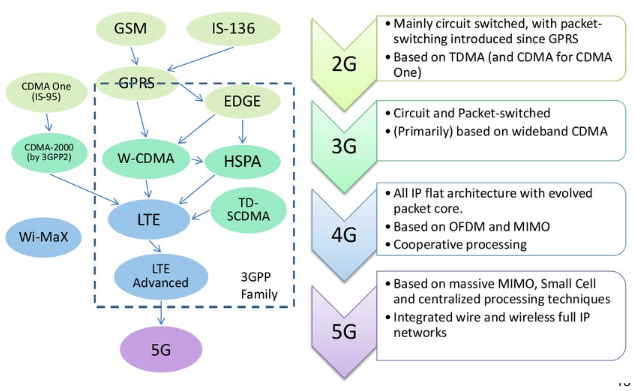 GSM
IS-136
GPRS
CDMA One
(IS-95)
EDGE
CDMA-2000
(by 3GPP2)
W-CDMA
HSPA
LTE
TD-
SCDMA
Wi-MaX
LTE
Advanced
3GPP
Family
5G
2G
• Mainly circuit switched, with packet-
switching introduced since GPRS
• Based on TDMA (and CDMA for CDMA
One)
3G
• Circuit and Packet-switched
• (Primarily) based on wideband CDMA
4G
• All IP flat architecture with evolved
packet core.
• Based on OFDM and MIMO
• Cooperative processing
5G
• Based on massive MIMO, Small Cell
and centralized processing techniques
• Integrated wire and wireless full IP
networks